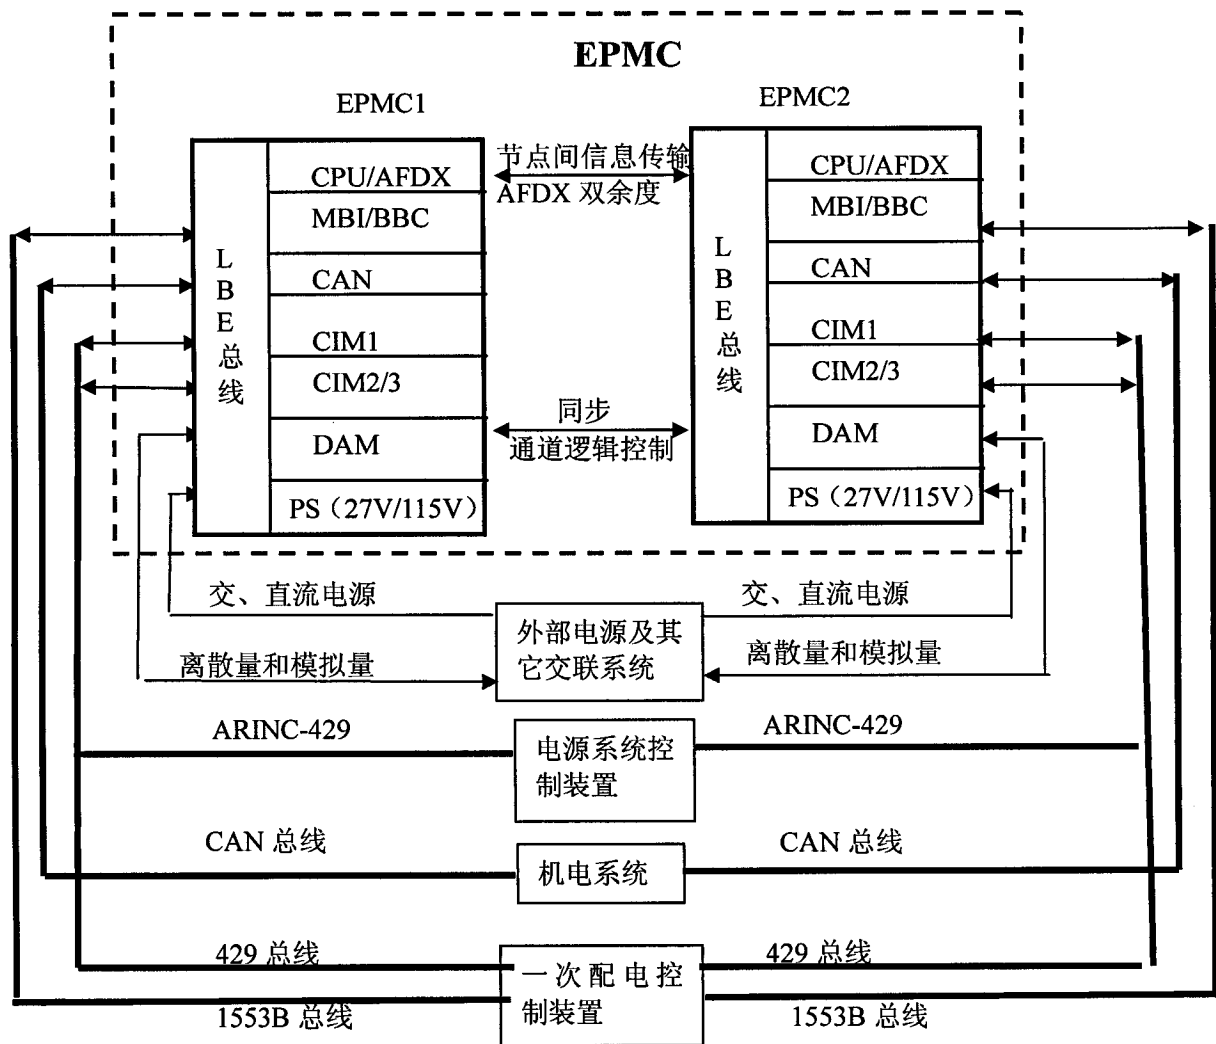 EPMC
EPMC1
EPMC2
LBE总线
CPU/AFDX
MBI/BBC
CAN
CIM1
CIM2/3
DAM
PS（27V/115V）
节点间信息传输
AFDX 双余度
同步
通道逻辑控制
LBE总线
CPU/AFDX
MBI/BBC
CAN
CIM1
CIM2/3
DAM
PS（27V/115V）
交、直流电源
交、直流电源
外部电源及其
它交联系统
离散量和模拟量
离散量和模拟量
ARINC-429
ARINC-429
电源系统控
制装置
CAN 总线
CAN 总线
机电系统
429 总线
429 总线
一次配电控
制装置
1553B 总线
1553B 总线